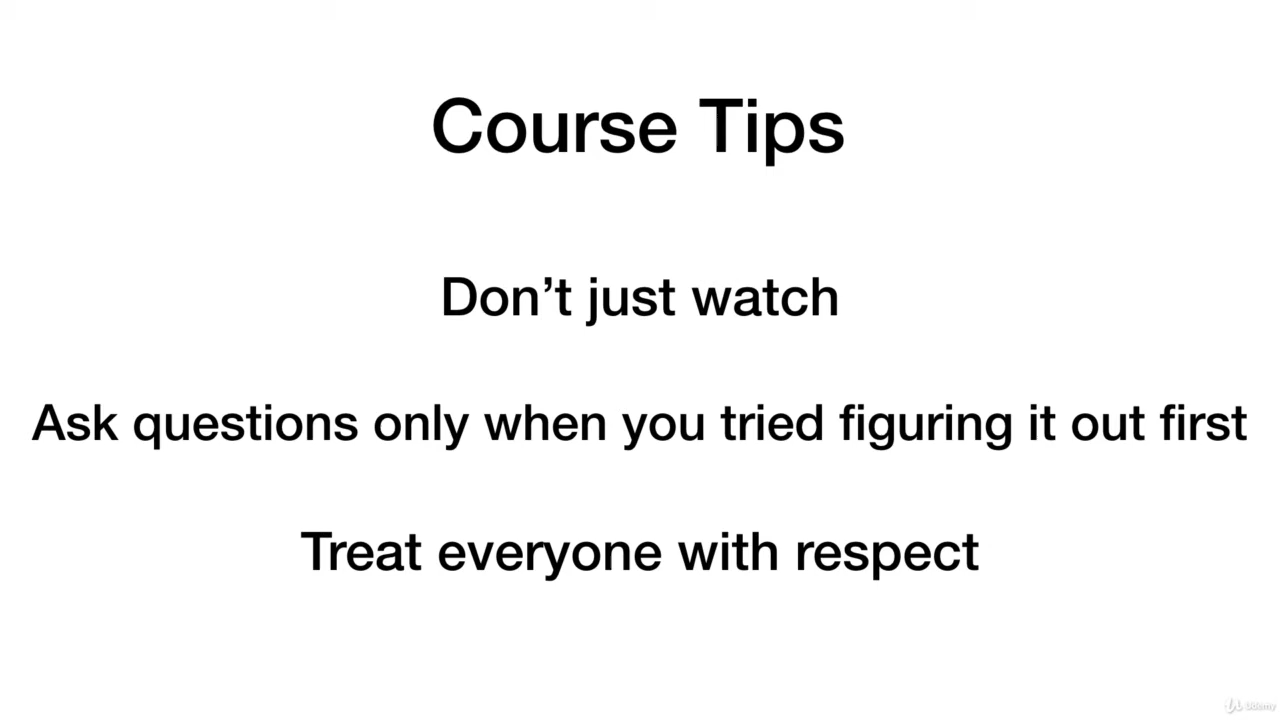 Course Tips
Don’t just watch
Ask questions only when you tried figuring it out first
Treat everyone with respect
Udemy